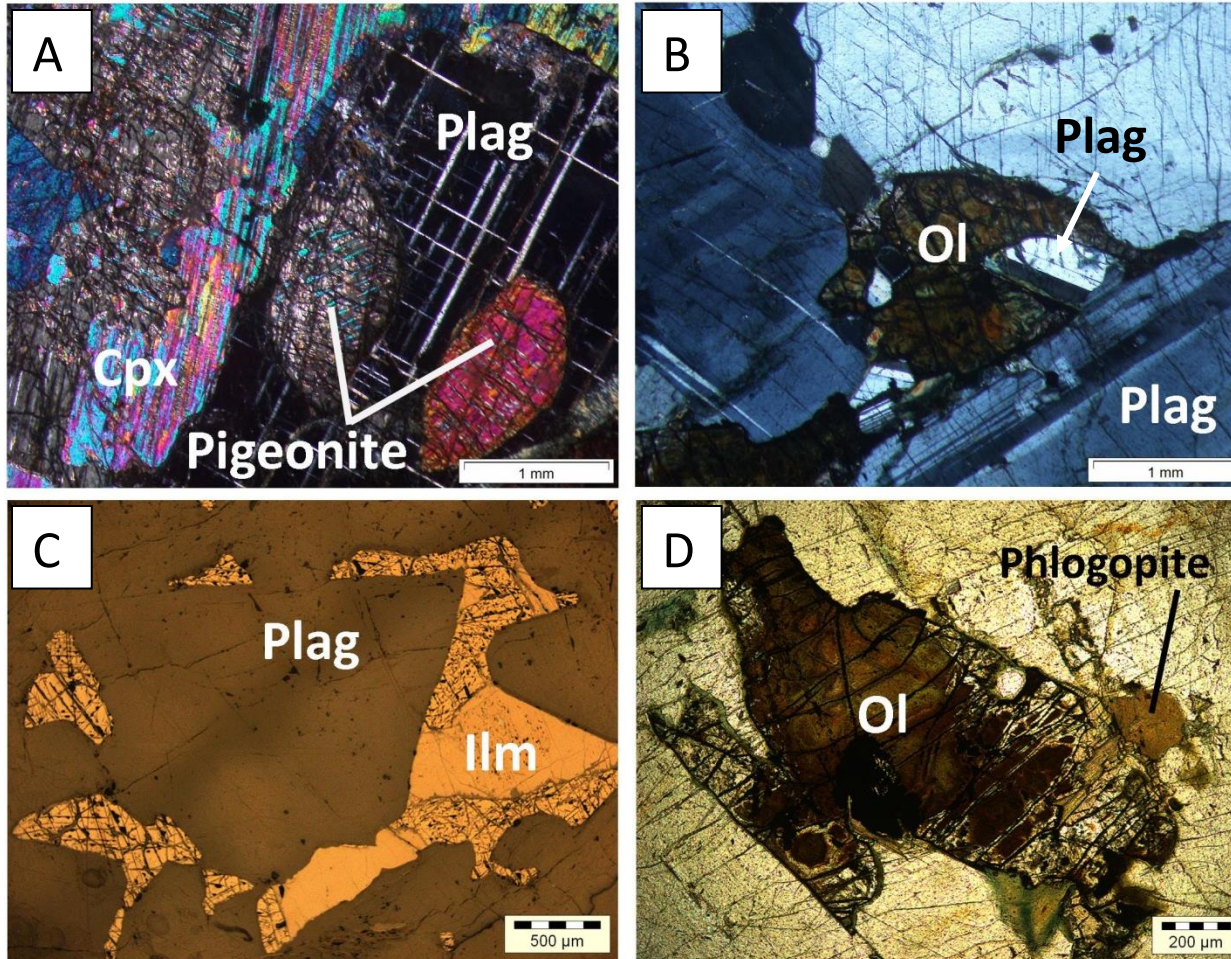 A
Plag
Cpx
Pigeonite
1 mm
B
Plag
Ol
Plag
1 mm
C
Plag
Ilm
500 µm
D
Phlogopite
Ol
200 µm